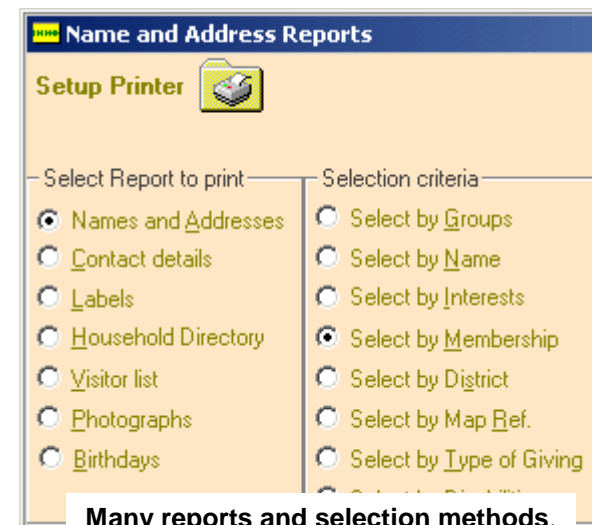 Name and Address Reports
Setup Printer
Select Report to print
Names and Addresses
Contact details
Labels
Household Directory
Visitor list
Photographs
Birthdays
Selection criteria
Select by Groups
Select by Name
Select by Interests
Select by Membership
Select by District
Select by Map Ref.
Select by Type of Giving
Many reports and selection methods.